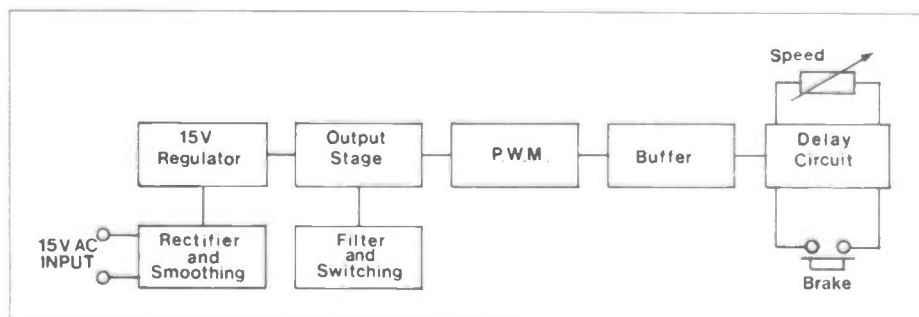 Speed
15V
Regulator
Output
Stage
P.W.M.
Buffer
Delay
Circuit
15V AC
INPUT
Rectifier
and
Smoothing
Filter
and
Switching
Brake